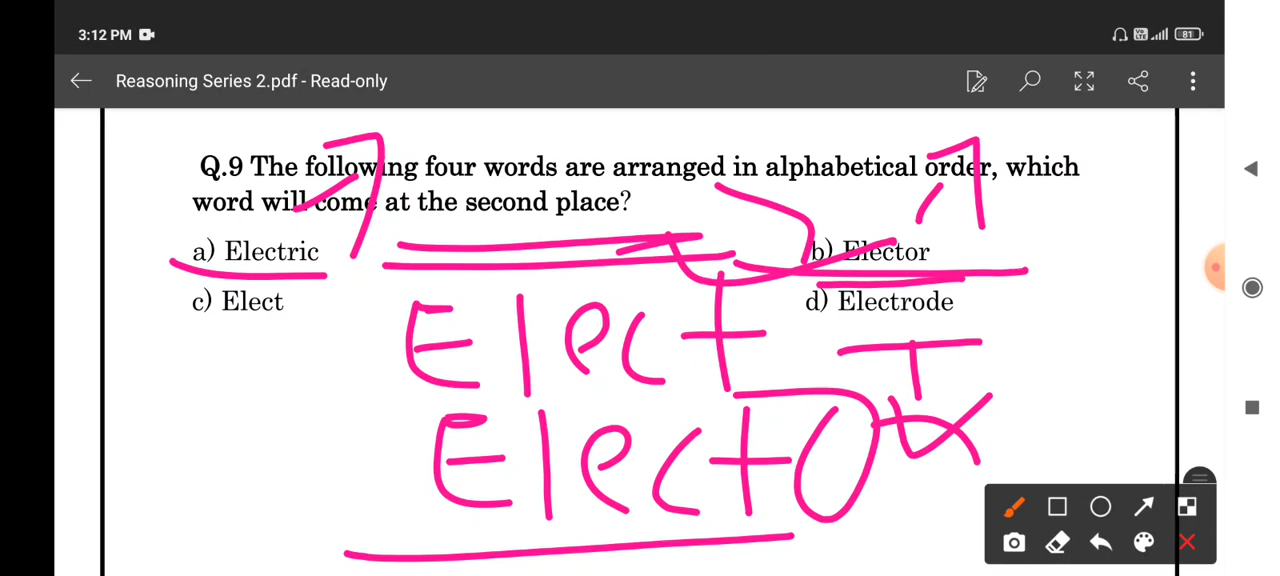 3:12 PM
81
Reasoning Series 2.pdf - Read-only
Q.9 The following four words are arranged in alphabetical order, which
word will come at the second place?
a) Electric b) Elector
c) Elect d) Electrode
Elect
Elector